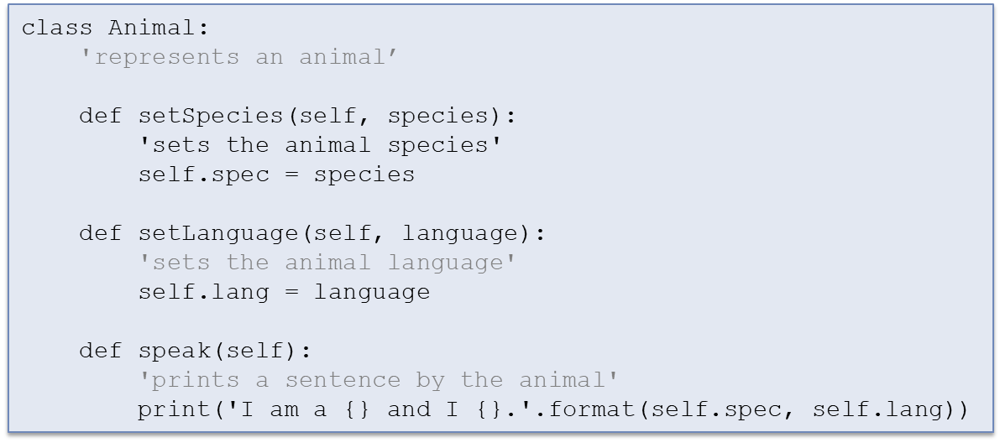 class Animal:
    'represents an animal’

    def setSpecies(self, species):
        'sets the animal species'
        self.spec = species

    def setLanguage(self, language):
        'sets the animal language'
        self.lang = language

    def speak(self):
        'prints a sentence by the animal'
        print('I am a {} and I {}.'.format(self.spec, self.lang))